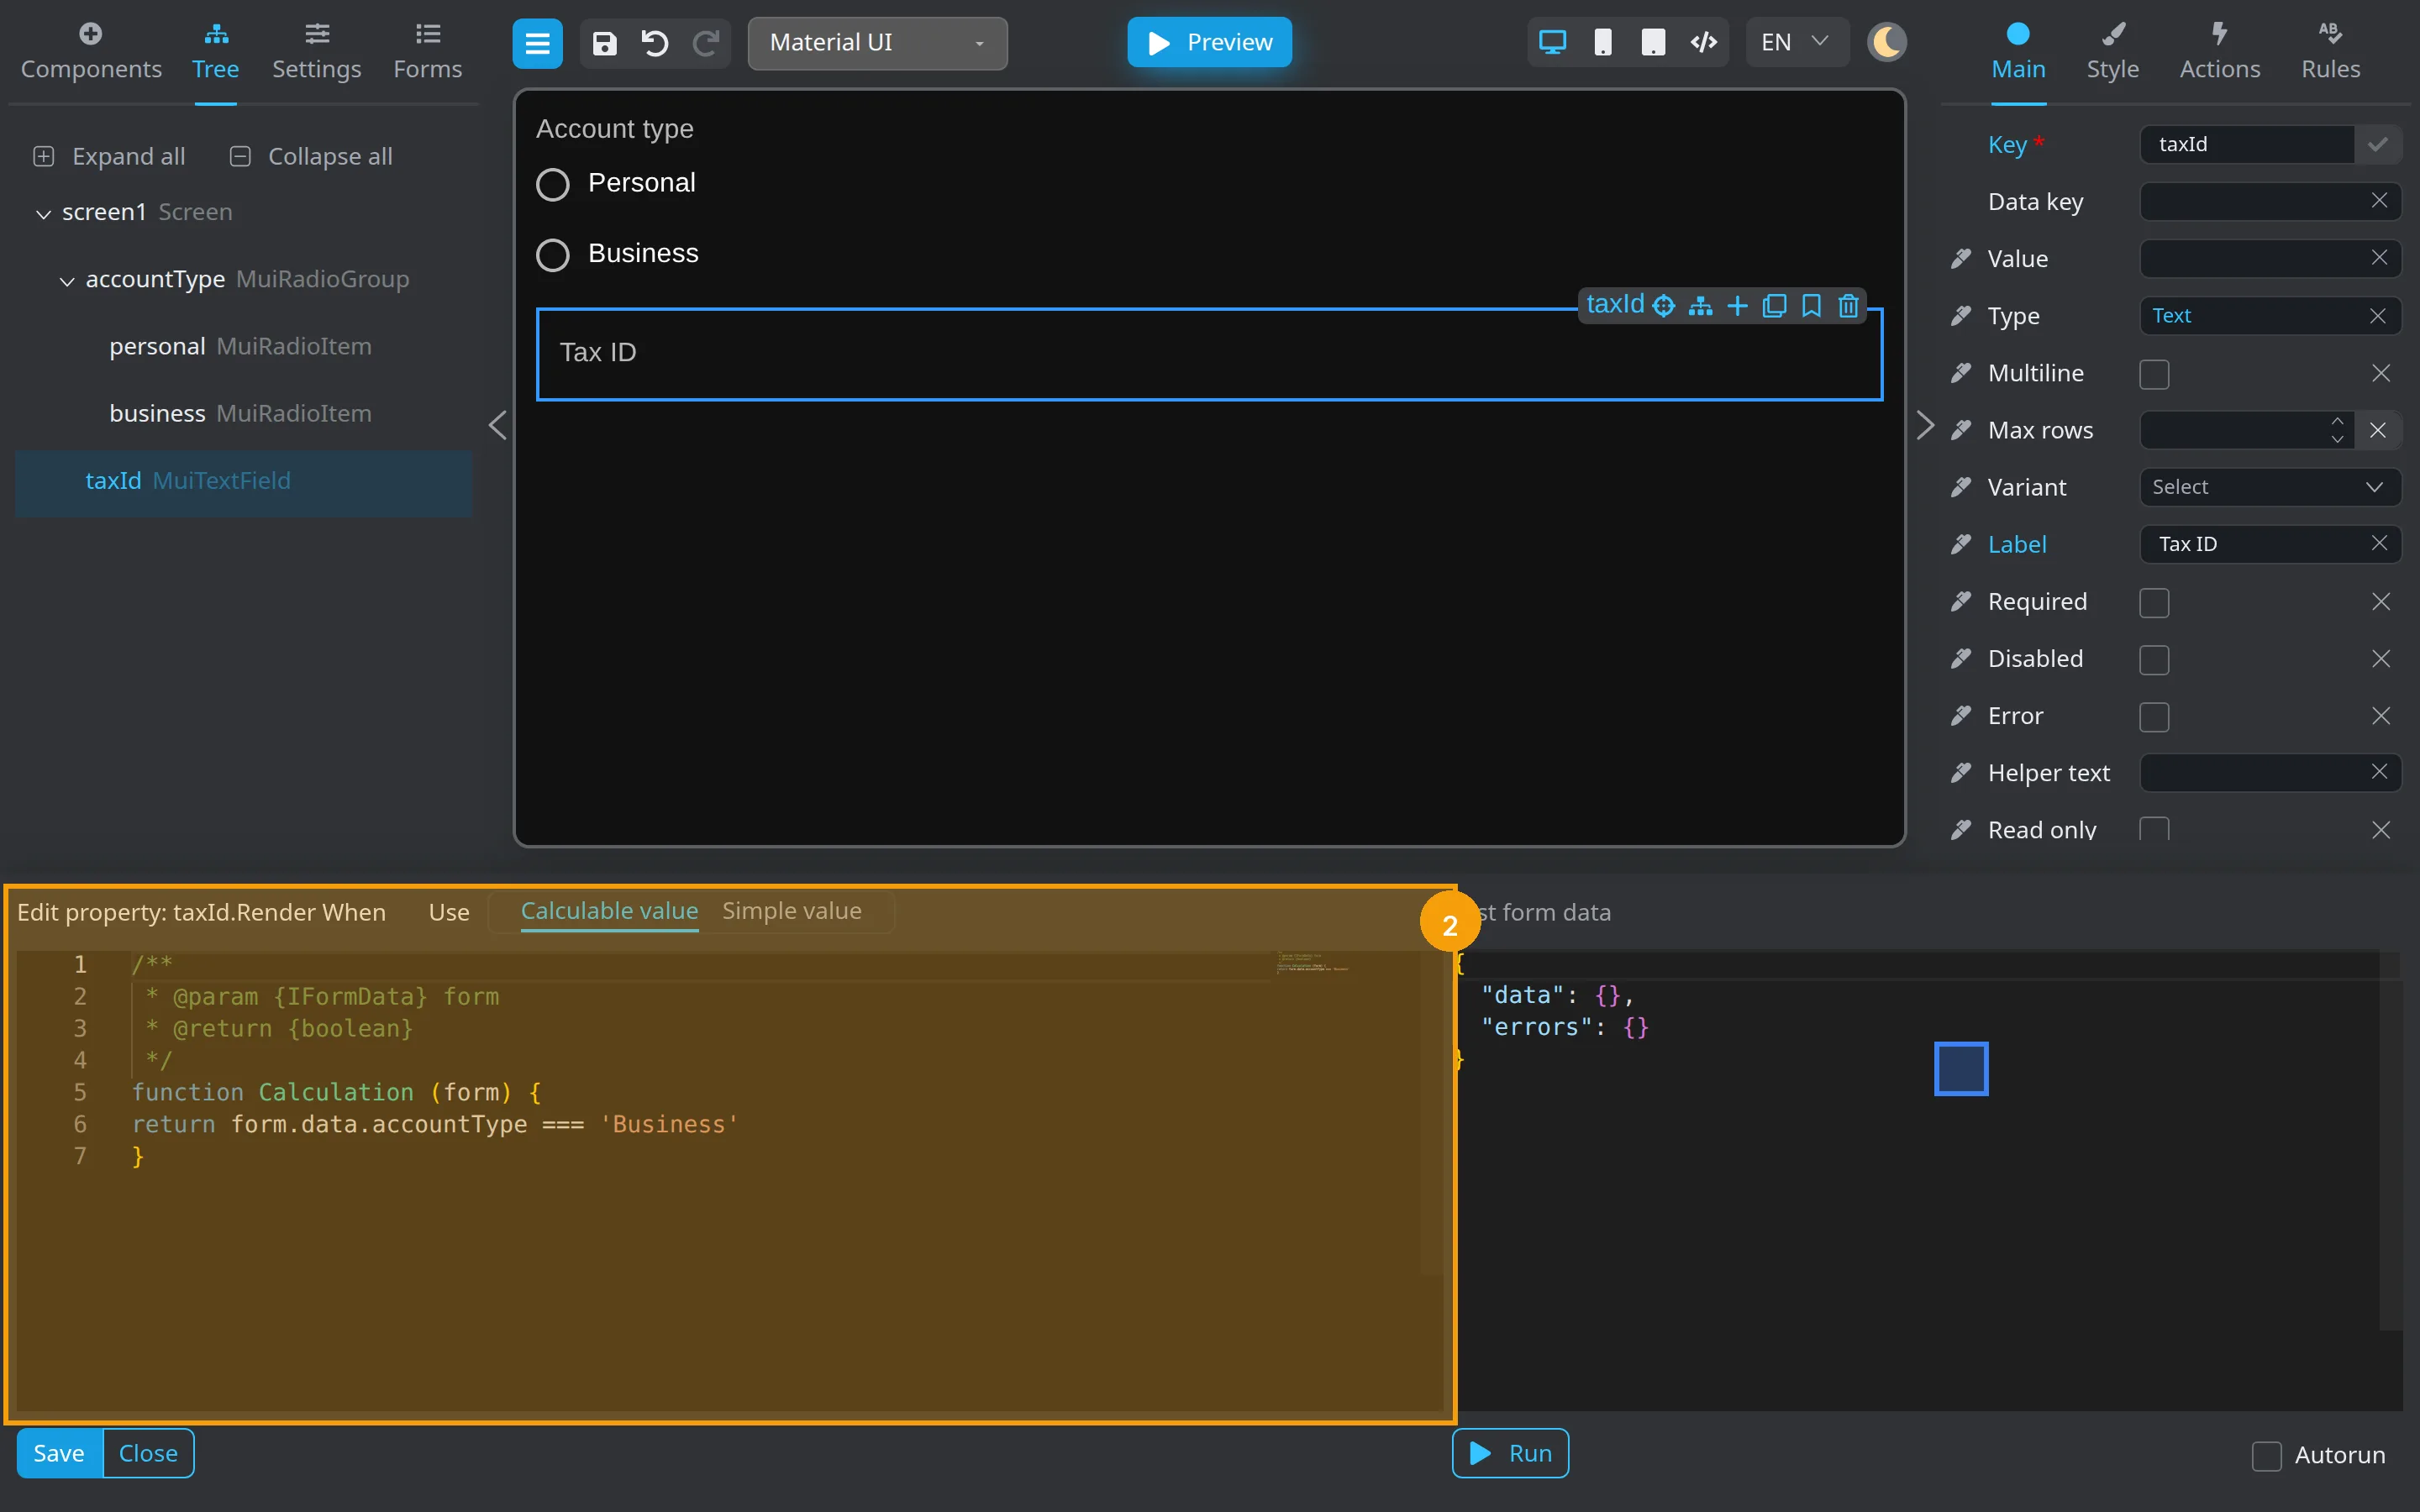 Components Tree Settings Forms
Material UI
Preview
EN
Main Style Actions Rules
Expand all Collapse all
screen1 Screen
accountType MuiRadioGroup
personal MuiRadioItem
business MuiRadioItem
taxId MuiTextField
Account type
Personal
Business
taxId
Tax ID
Key * taxId
Data key
Value
Type Text
Multiline
Max rows
Variant Select
Label Tax ID
Required
Disabled
Error
Helper text
Read only
Edit property: taxId.Render When Use Calculable value Simple value
2
st form data
1 /**
2 * @param {IFormData} form
3 * @return {boolean}
4 */
5 function Calculation (form) {
6 return form.data.accountType === 'Business'
7 }
{
"data": {},
"errors": {}
}
Save Close
Run
Autorun